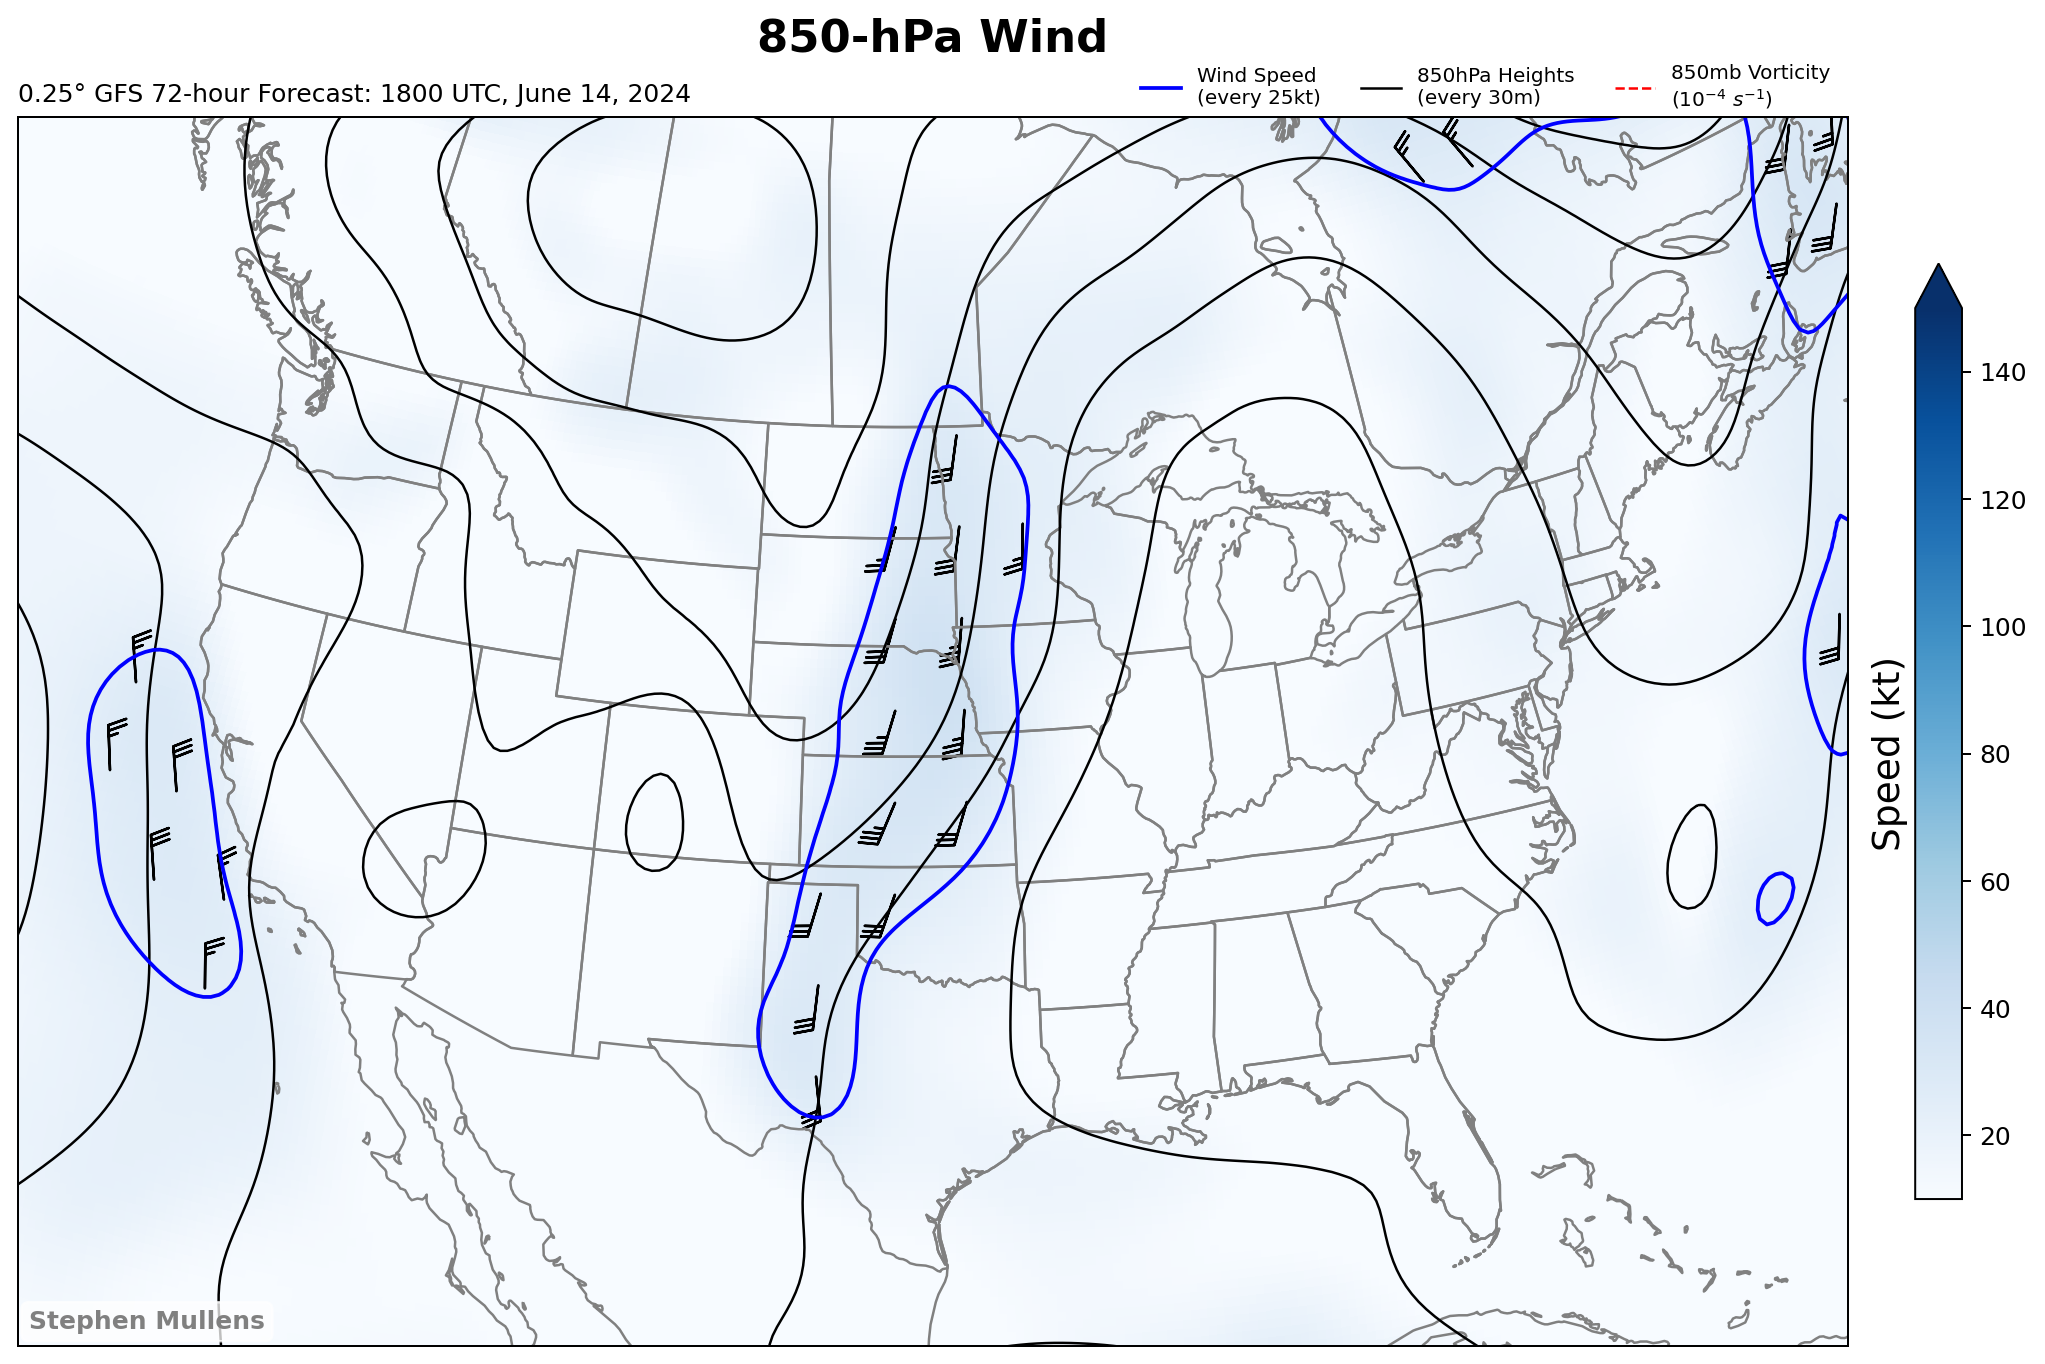 850-hPa Wind
0.25° GFS 72-hour Forecast: 1800 UTC, June 14, 2024
Wind Speed
(every 25kt)
850hPa Heights
(every 30m)
850mb Vorticity
(10⁻⁴ s⁻¹)
140
120
100
80
60
40
20
Speed (kt)
Stephen Mullens